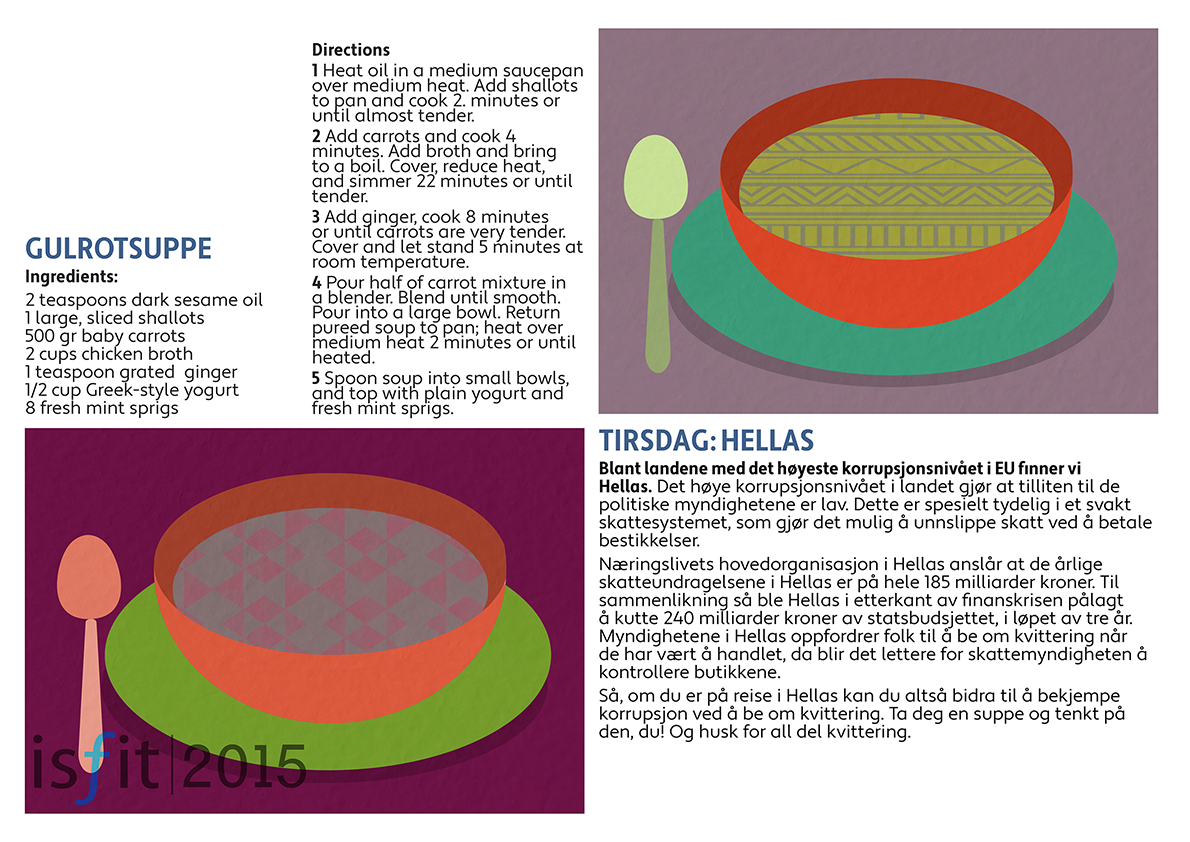 GULROTSUPPE
Ingredients:
2 teaspoons dark sesame oil
1 large, sliced shallots
500 gr baby carrots
2 cups chicken broth
1 teaspoon grated  ginger
1/2 cup Greek-style yogurt
8 fresh mint sprigs
Directions
1 Heat oil in a medium saucepan
over medium heat. Add shallots
to pan and cook 2. minutes or
until almost tender.
2 Add carrots and cook 4
minutes. Add broth and bring
to a boil. Cover, reduce heat,
and simmer 22 minutes or until
tender.
3 Add ginger, cook 8 minutes
or until carrots are very tender.
Cover and let stand 5 minutes at
room temperature.
4 Pour half of carrot mixture in
a blender. Blend until smooth.
Pour into a large bowl. Return
pureed soup to pan; heat over
medium heat 2 minutes or until
heated.
5 Spoon soup into small bowls,
and top with plain yogurt and
fresh mint sprigs.
isfit|2015
TIRSDAG: HELLAS
Blant landene med det høyeste korrupsjonsnivået i EU finner vi
Hellas. Det høye korrupsjonsnivået i landet gjør at tilliten til de
politiske myndighetene er lav. Dette er spesielt tydelig i et svakt
skattesystemet, som gjør det mulig å unnslippe skatt ved å betale
bestikkelser.
Næringslivets hovedorganisasjon i Hellas anslår at de årlige
skatteundragelsene i Hellas er på hele 185 milliarder kroner. Til
sammenlikning så ble Hellas i etterkant av finanskrisen pålagt
å kutte 240 milliarder kroner av statsbudsjettet, i løpet av tre år.
Myndighetene i Hellas oppfordrer folk til å be om kvittering når
de har vært å handlet, da blir det lettere for skattemyndigheten å
kontrollere butikkene.
Så, om du er på reise i Hellas kan du altså bidra til å bekjempe
korrupsjon ved å be om kvittering. Ta deg en suppe og tenkt på
den, du! Og husk for all del kvittering.